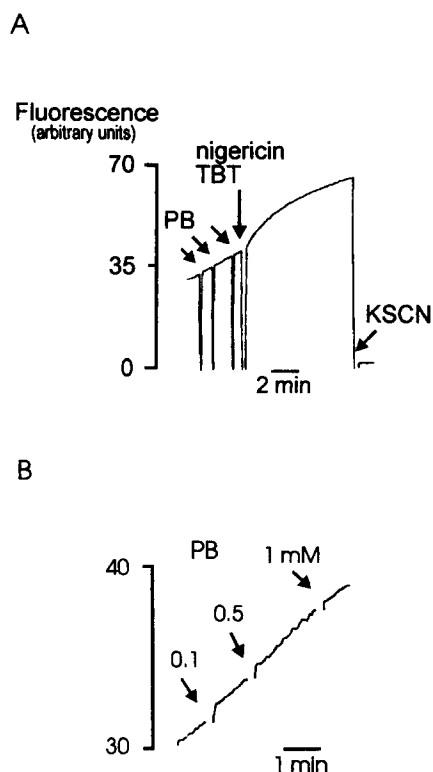 A
Fluorescence
(arbitrary units)
nigericin
TBT
70
PB
35
KSCN
0
2 min
B
40
PB
1 mM
0.5
0.1
30
1 min